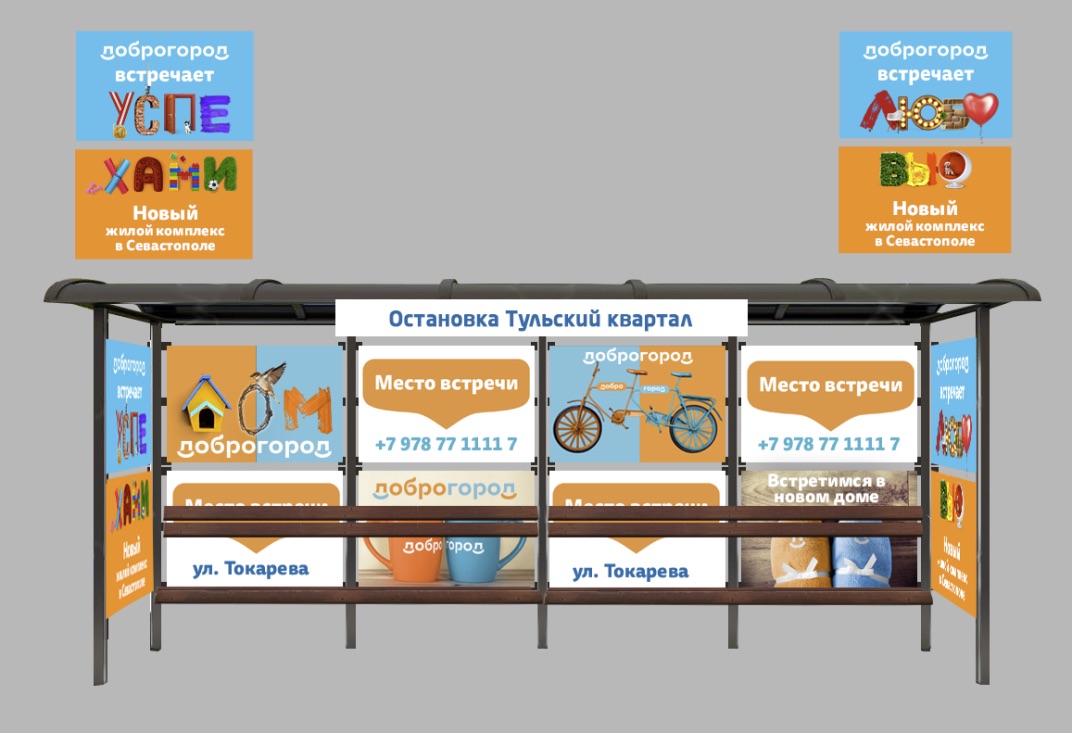 доброгород
встречает
УСПЕ
ХАМИ
Новый
жилой комплекс
в Севастополе
доброгород
встречает
ЛЮБО
ВЬЮ
Новый
жилой комплекс
в Севастополе
Остановка Тульский квартал
доброгород
встречает
УСПЕ
ХАМИ
Новый
жилой комплекс
в Севастополе
ДОМ
доброгород
Место встречи
+7 978 77 1111 7
доброгород
добро город
Место встречи
+7 978 77 1111 7
Место встречи
ул. Токарева
доброгород
доброгород
Место встречи
ул. Токарева
Встретимся в
новом доме
доброгород
встречает
ЛЮБО
ВЬЮ
Новый
жилой комплекс
в Севастополе